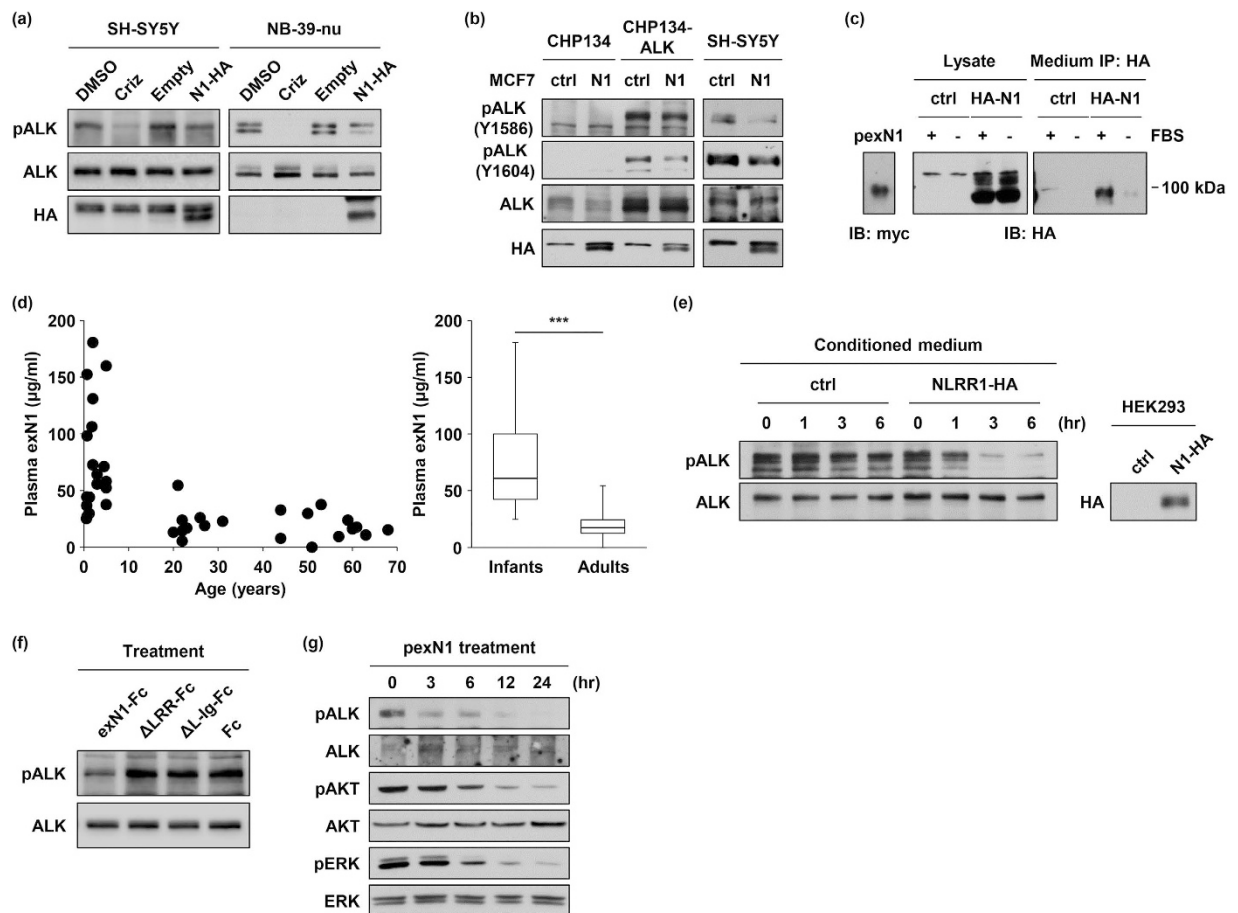 (a)
SH-SY5Y NB-39-nu
DMSO Criz Empty N1-HA DMSO Criz Empty N1-HA
pALK
ALK
HA
(b)
CHP134 CHP134-ALK SH-SY5Y
MCF7 ctrl N1 ctrl N1 ctrl N1
pALK
(Y1586)
pALK
(Y1604)
ALK
HA
(c)
Lysate Medium IP: HA
ctrl HA-N1 ctrl HA-N1
pexN1 + - + - + - + - FBS
-100 kDa
IB: myc IB: HA
(d)
Plasma exN1 (μg/ml)
200
150
100
50
0
0 10 20 30 40 50 60 70
Age (years)
Plasma exN1 (μg/ml)
200
150
100
50
0
***
Infants Adults
(e)
Conditioned medium
ctrl NLRR1-HA
0 1 3 6 0 1 3 6 (hr)
pALK
ALK
HEK293
ctrl N1-HA
HA
(f)
Treatment
exN1-Fc ΔLRR-Fc ΔL-Ig-Fc Fc
pALK
ALK
(g)
pexN1 treatment
0 3 6 12 24 (hr)
pALK
ALK
pAKT
AKT
pERK
ERK